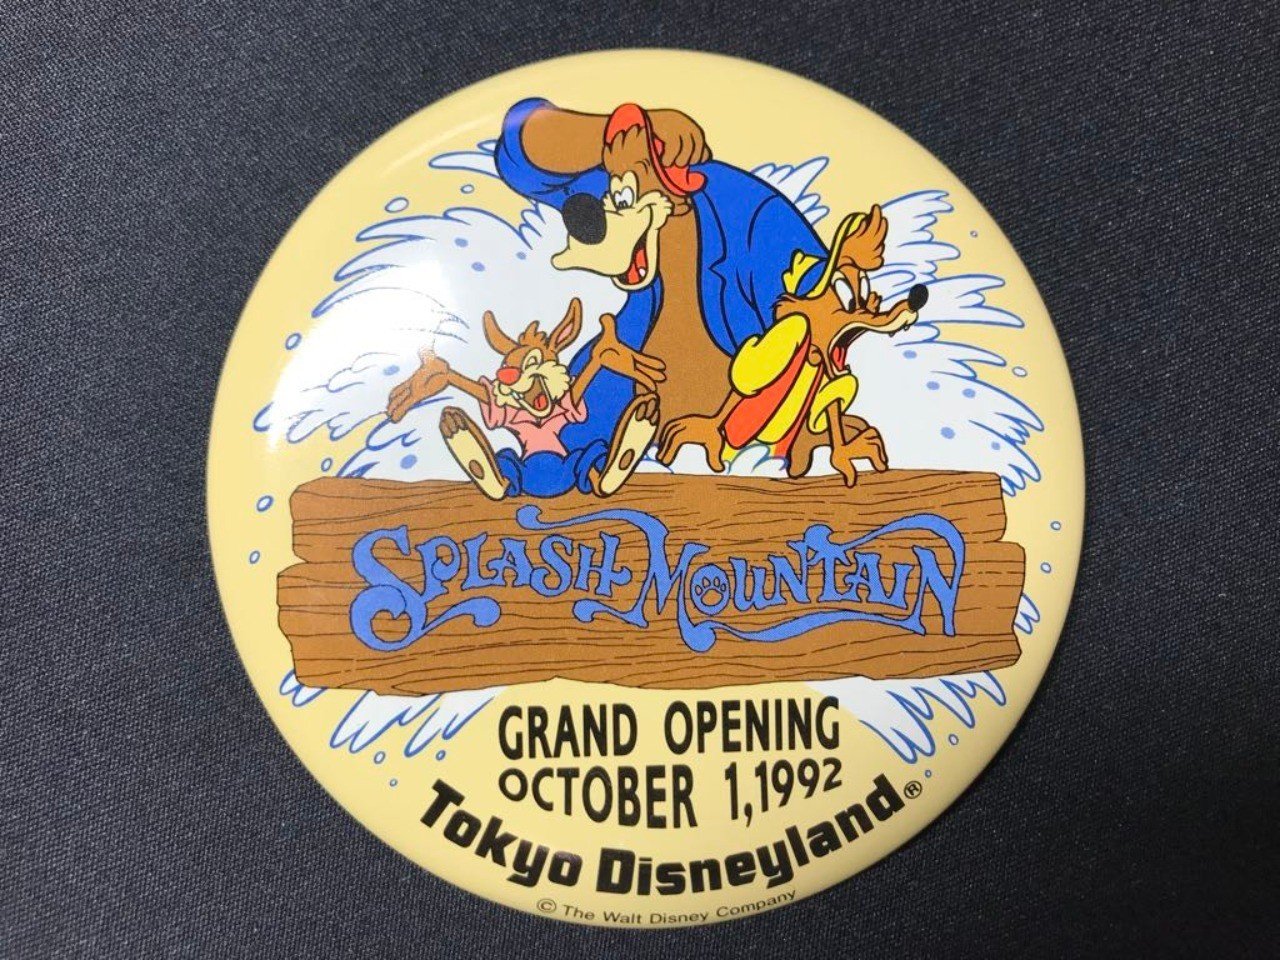 SPLASH MOUNTAIN
GRAND OPENING
OCTOBER 1, 1992
Tokyo Disneyland®
© The Walt Disney Company